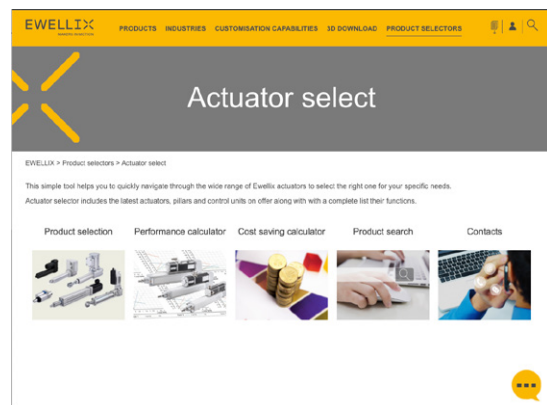 EWELLIX
PRODUCTS INDUSTRIES CUSTOMISATION CAPABILITIES 3D DOWNLOAD PRODUCT SELECTORS
Actuator select
EWELLIX > Product selectors > Actuator select
This simple tool helps you to quickly navigate through the wide range of Ewellix actuators to select the right one for your specific needs.
Actuator selector includes the latest actuators, pillars and control units on offer along with with a complete list their functions.
Product selection Performance calculator Cost saving calculator Product search Contacts